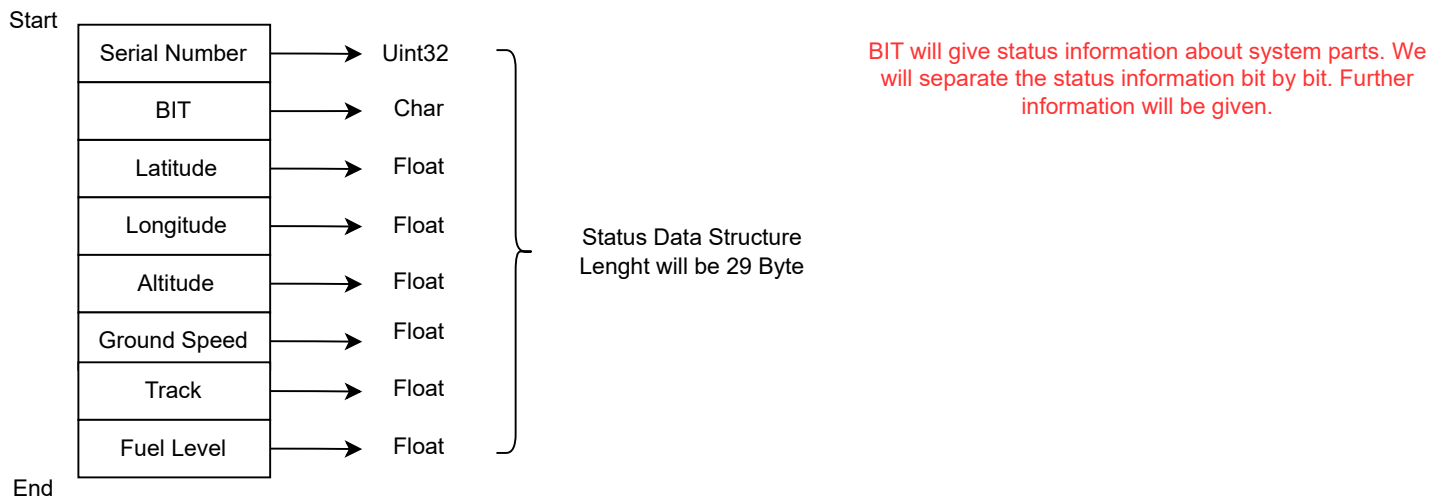 Start
Serial Number
Uint32
BIT will give status information about system parts. We
will separate the status information bit by bit. Further
information will be given.
BIT
Char
Latitude
Float
Longitude
Float
Status Data Structure
Lenght will be 29 Byte
Altitude
Float
Ground Speed
Float
Track
Float
Fuel Level
Float
End